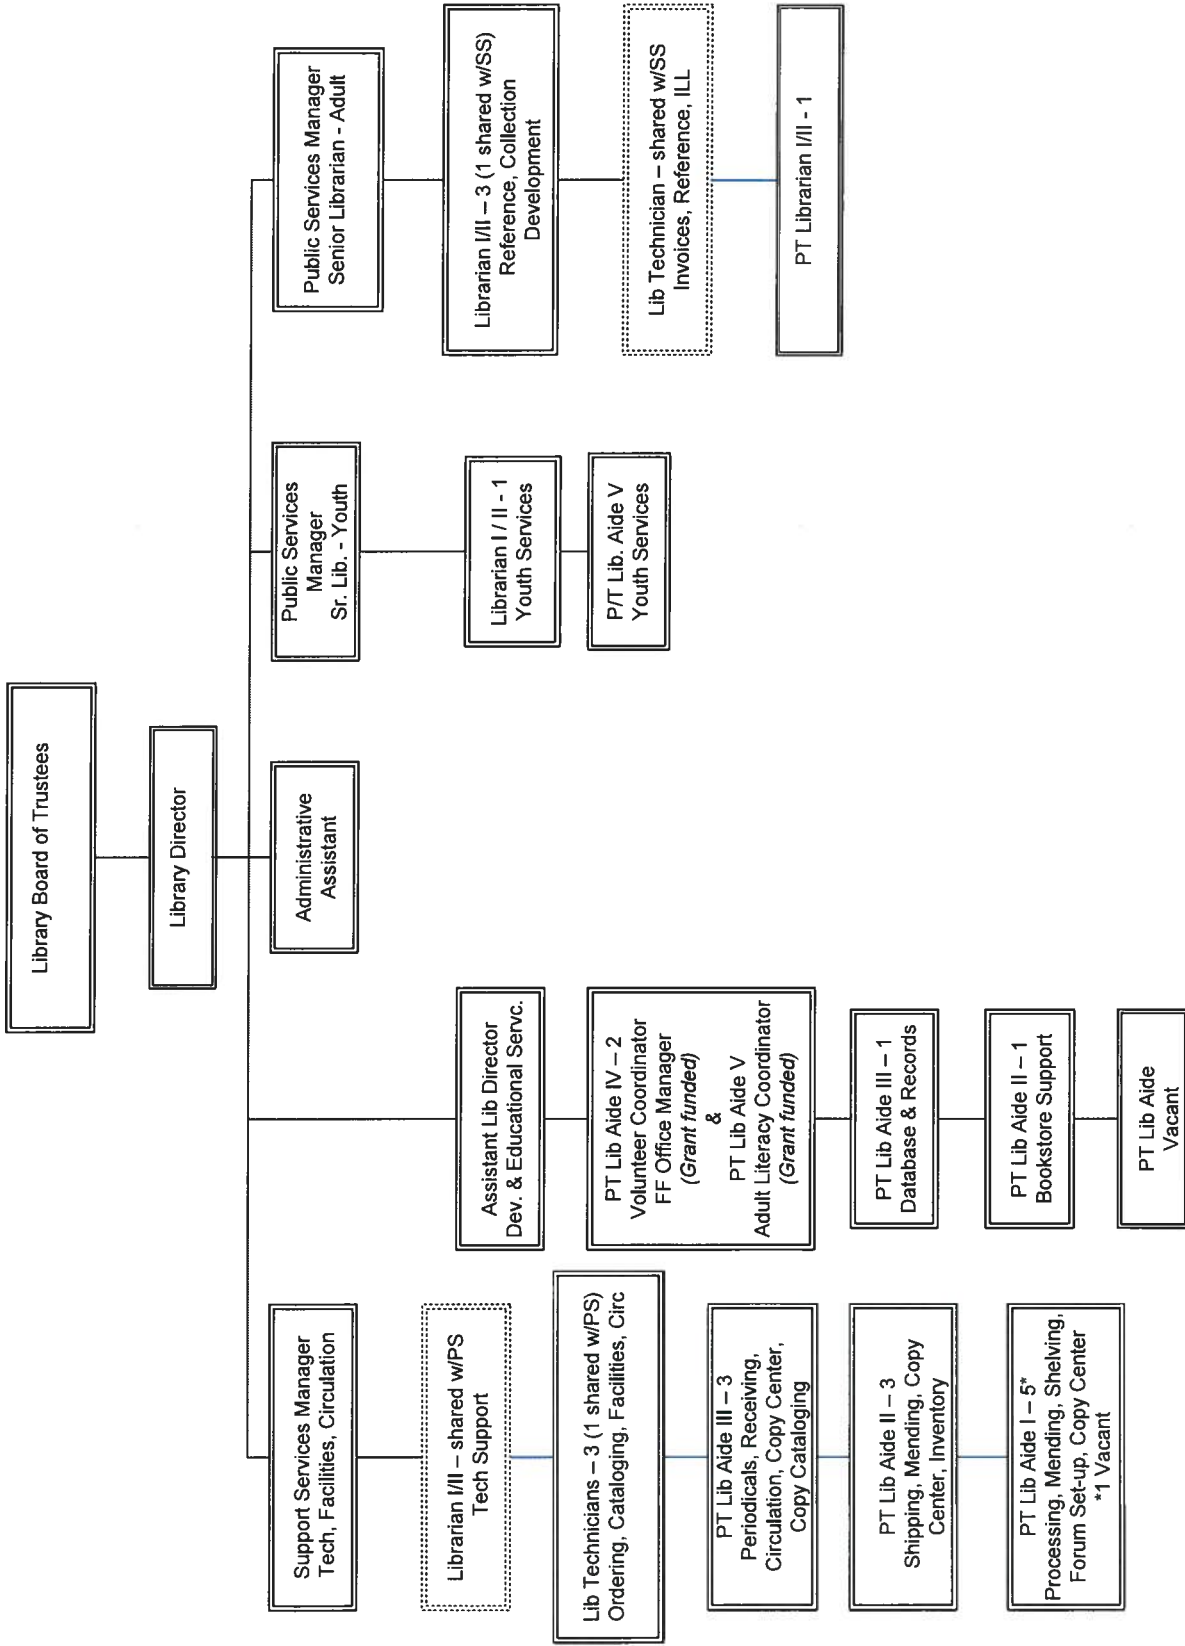 Library Board of Trustees
Library Director
Administrative
Assistant
Support Services Manager
Tech, Facilities, Circulation
Librarian I/II – shared w/PS
Tech Support
Lib Technicians – 3 (1 shared w/PS)
Ordering, Cataloging, Facilities, Circ
PT Lib Aide III – 3
Periodicals, Receiving,
Circulation, Copy Center,
Copy Cataloging
PT Lib Aide II – 3
Shipping, Mending, Copy
Center, Inventory
PT Lib Aide I – 5*
Processing, Mending, Shelving,
Forum Set-up, Copy Center
*1 Vacant
Assistant Lib Director
Dev. & Educational Servc.
PT Lib Aide IV – 2
Volunteer Coordinator
FF Office Manager
(Grant funded)
&
PT Lib Aide V
Adult Literacy Coordinator
(Grant funded)
PT Lib Aide III – 1
Database & Records
PT Lib Aide II – 1
Bookstore Support
PT Lib Aide
Vacant
Public Services
Manager
Sr. Lib. - Youth
Librarian I / II - 1
Youth Services
P/T Lib. Aide V
Youth Services
Public Services Manager
Senior Librarian - Adult
Librarian I/II – 3 (1 shared w/SS)
Reference, Collection
Development
Lib Technician – shared w/SS
Invoices, Reference, ILL
PT Librarian I/II - 1